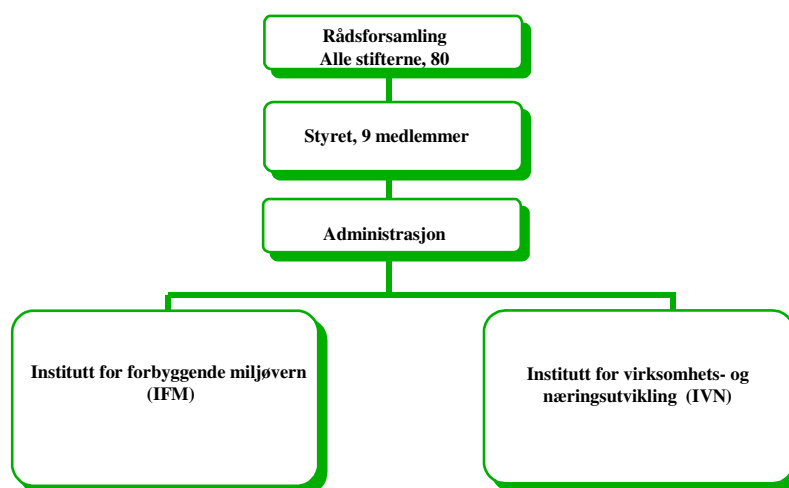 Rådsforsamling
Alle stifterne, 80
Styret, 9 medlemmer
Administrasjon
Institutt for forbyggende miljøvern
(IFM)
Institutt for virksomhets- og
næringsutvikling (IVN)